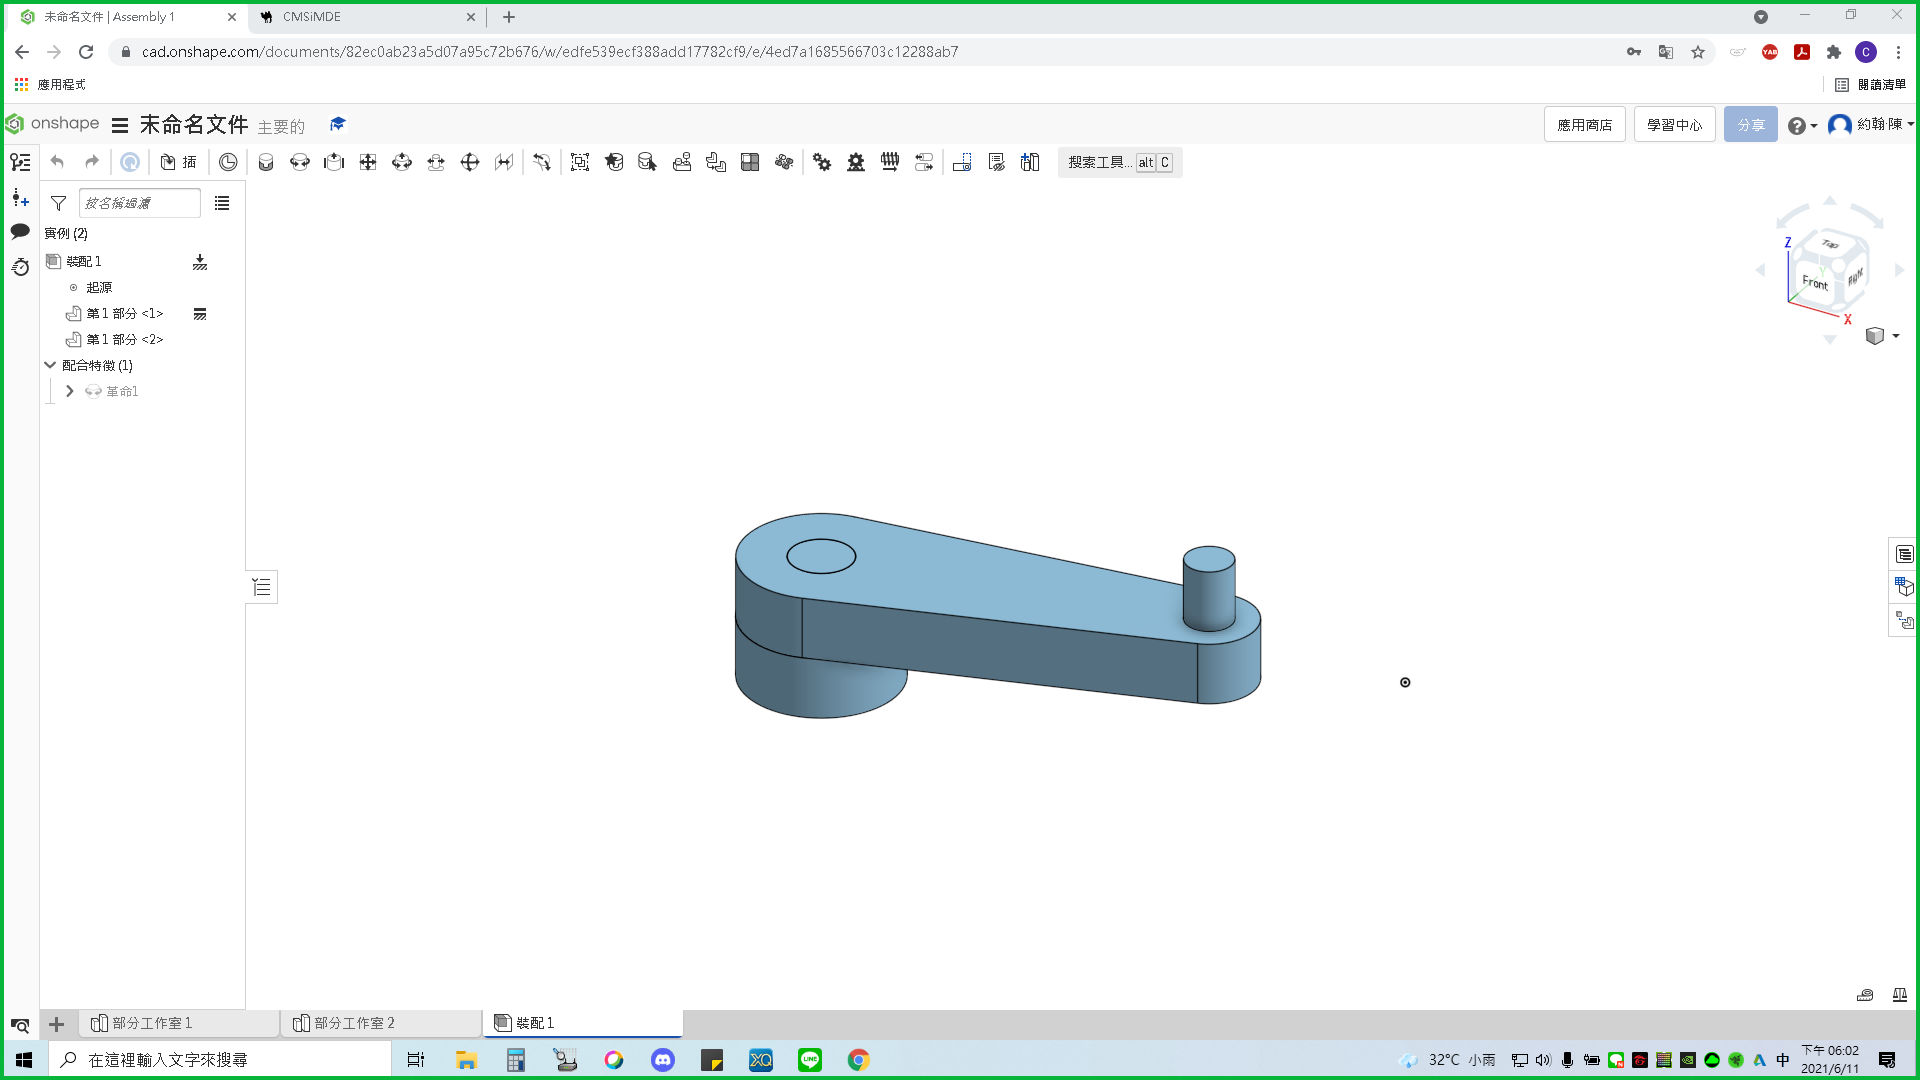 未命名文件 | Assembly 1
CMSiMDE
cad.onshape.com/documents/82ec0ab23a5d07a95c72b676/w/edfe539ecf388add17782cf9/e/4ed7a1685566703c12288ab7
YAB
C
應用程式
閱讀清單
onshape
未命名文件 主要的
應用商店
學習中心
分享
約翰·陳
插
搜索工具... alt C
按名稱過濾
實例 (2)
裝配 1
起源
第 1 部分 <1>
第 1 部分 <2>
配合特徵 (1)
革命1
Z
Top
Y
Front
Right
X
部分工作室 1
部分工作室 2
裝配 1
在這裡輸入文字來搜尋
XQ
LINE
32°C 小雨
中
下午 06:02
2021/6/11